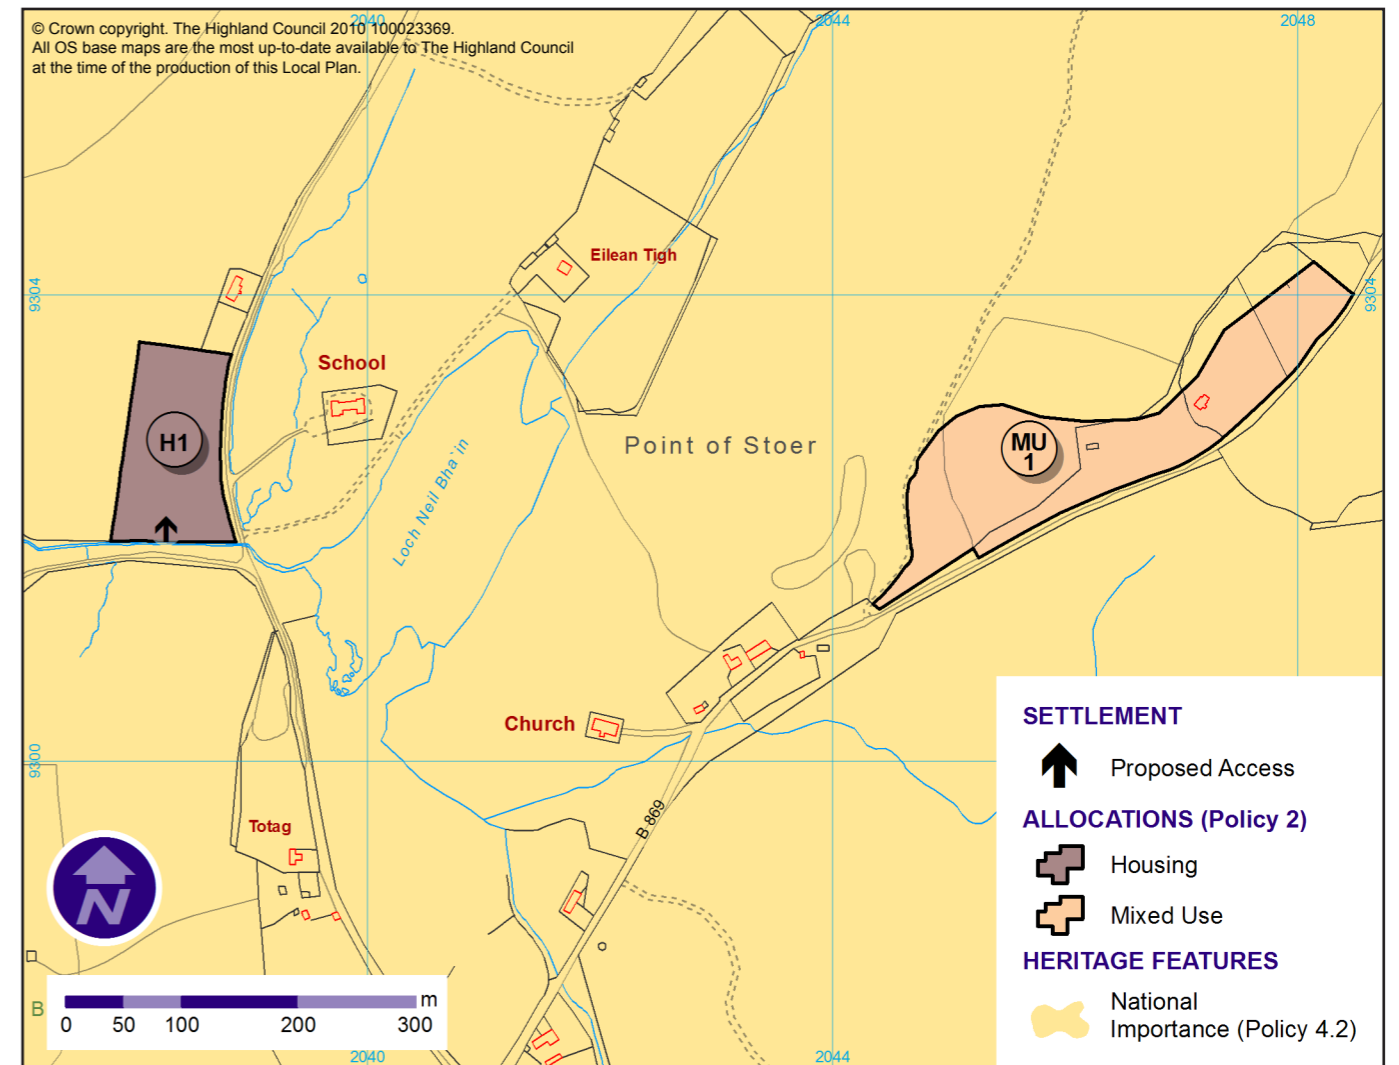 2040
2044
2048
© Crown copyright. The Highland Council 2010 100023369.
All OS base maps are the most up-to-date available to The Highland Council
at the time of the production of this Local Plan.
Eilean Tigh
9304
9304
School
H1
MU
1
Point of Stoer
Loch Neil Bha`in
Church
9300
B 869
Totag
N
B
m
0 50 100 200 300
2040
2044
SETTLEMENT
Proposed Access
ALLOCATIONS (Policy 2)
Housing
Mixed Use
HERITAGE FEATURES
National
Importance (Policy 4.2)